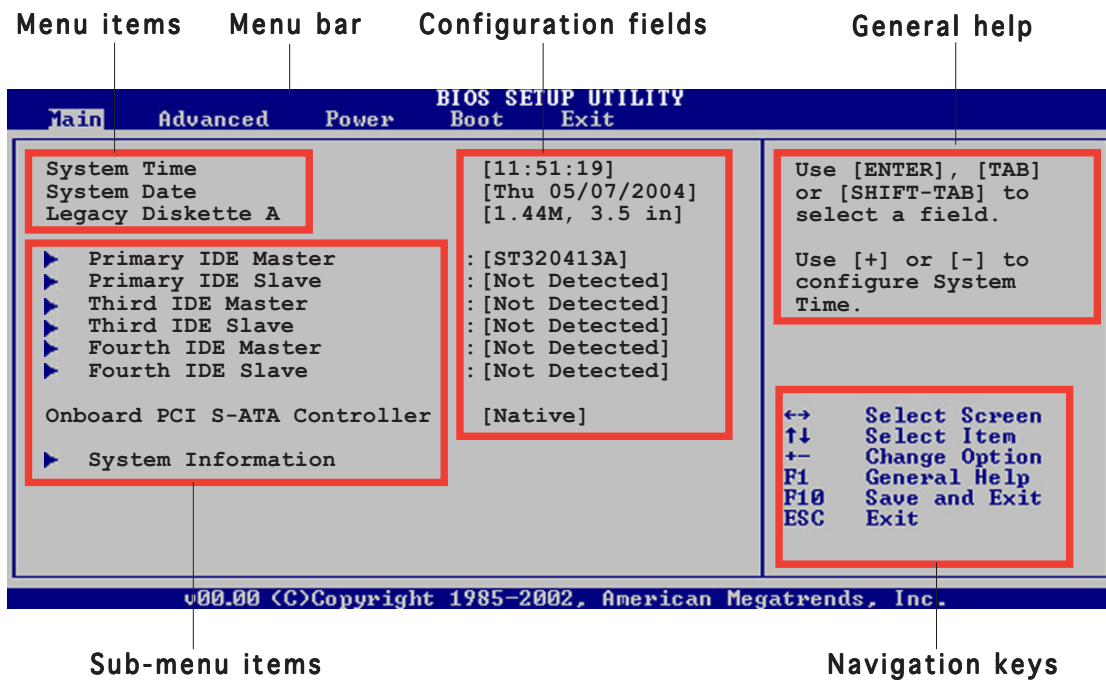 Menu items Menu bar Configuration fields General help
BIOS SETUP UTILITY
Main Advanced Power Boot Exit
System Time [11:51:19]
System Date [Thu 05/07/2004]
Legacy Diskette A [1.44M, 3.5 in]
Primary IDE Master :[ST320413A]
Primary IDE Slave :[Not Detected]
Third IDE Master :[Not Detected]
Third IDE Slave :[Not Detected]
Fourth IDE Master :[Not Detected]
Fourth IDE Slave :[Not Detected]
Onboard PCI S-ATA Controller [Native]
System Information
Use [ENTER], [TAB]
or [SHIFT-TAB] to
select a field.
Use [+] or [-] to
configure System
Time.
←→ Select Screen
↑↓ Select Item
+- Change Option
F1 General Help
F10 Save and Exit
ESC Exit
v00.00 (C)Copyright 1985-2002, American Megatrends, Inc.
Sub-menu items Navigation keys